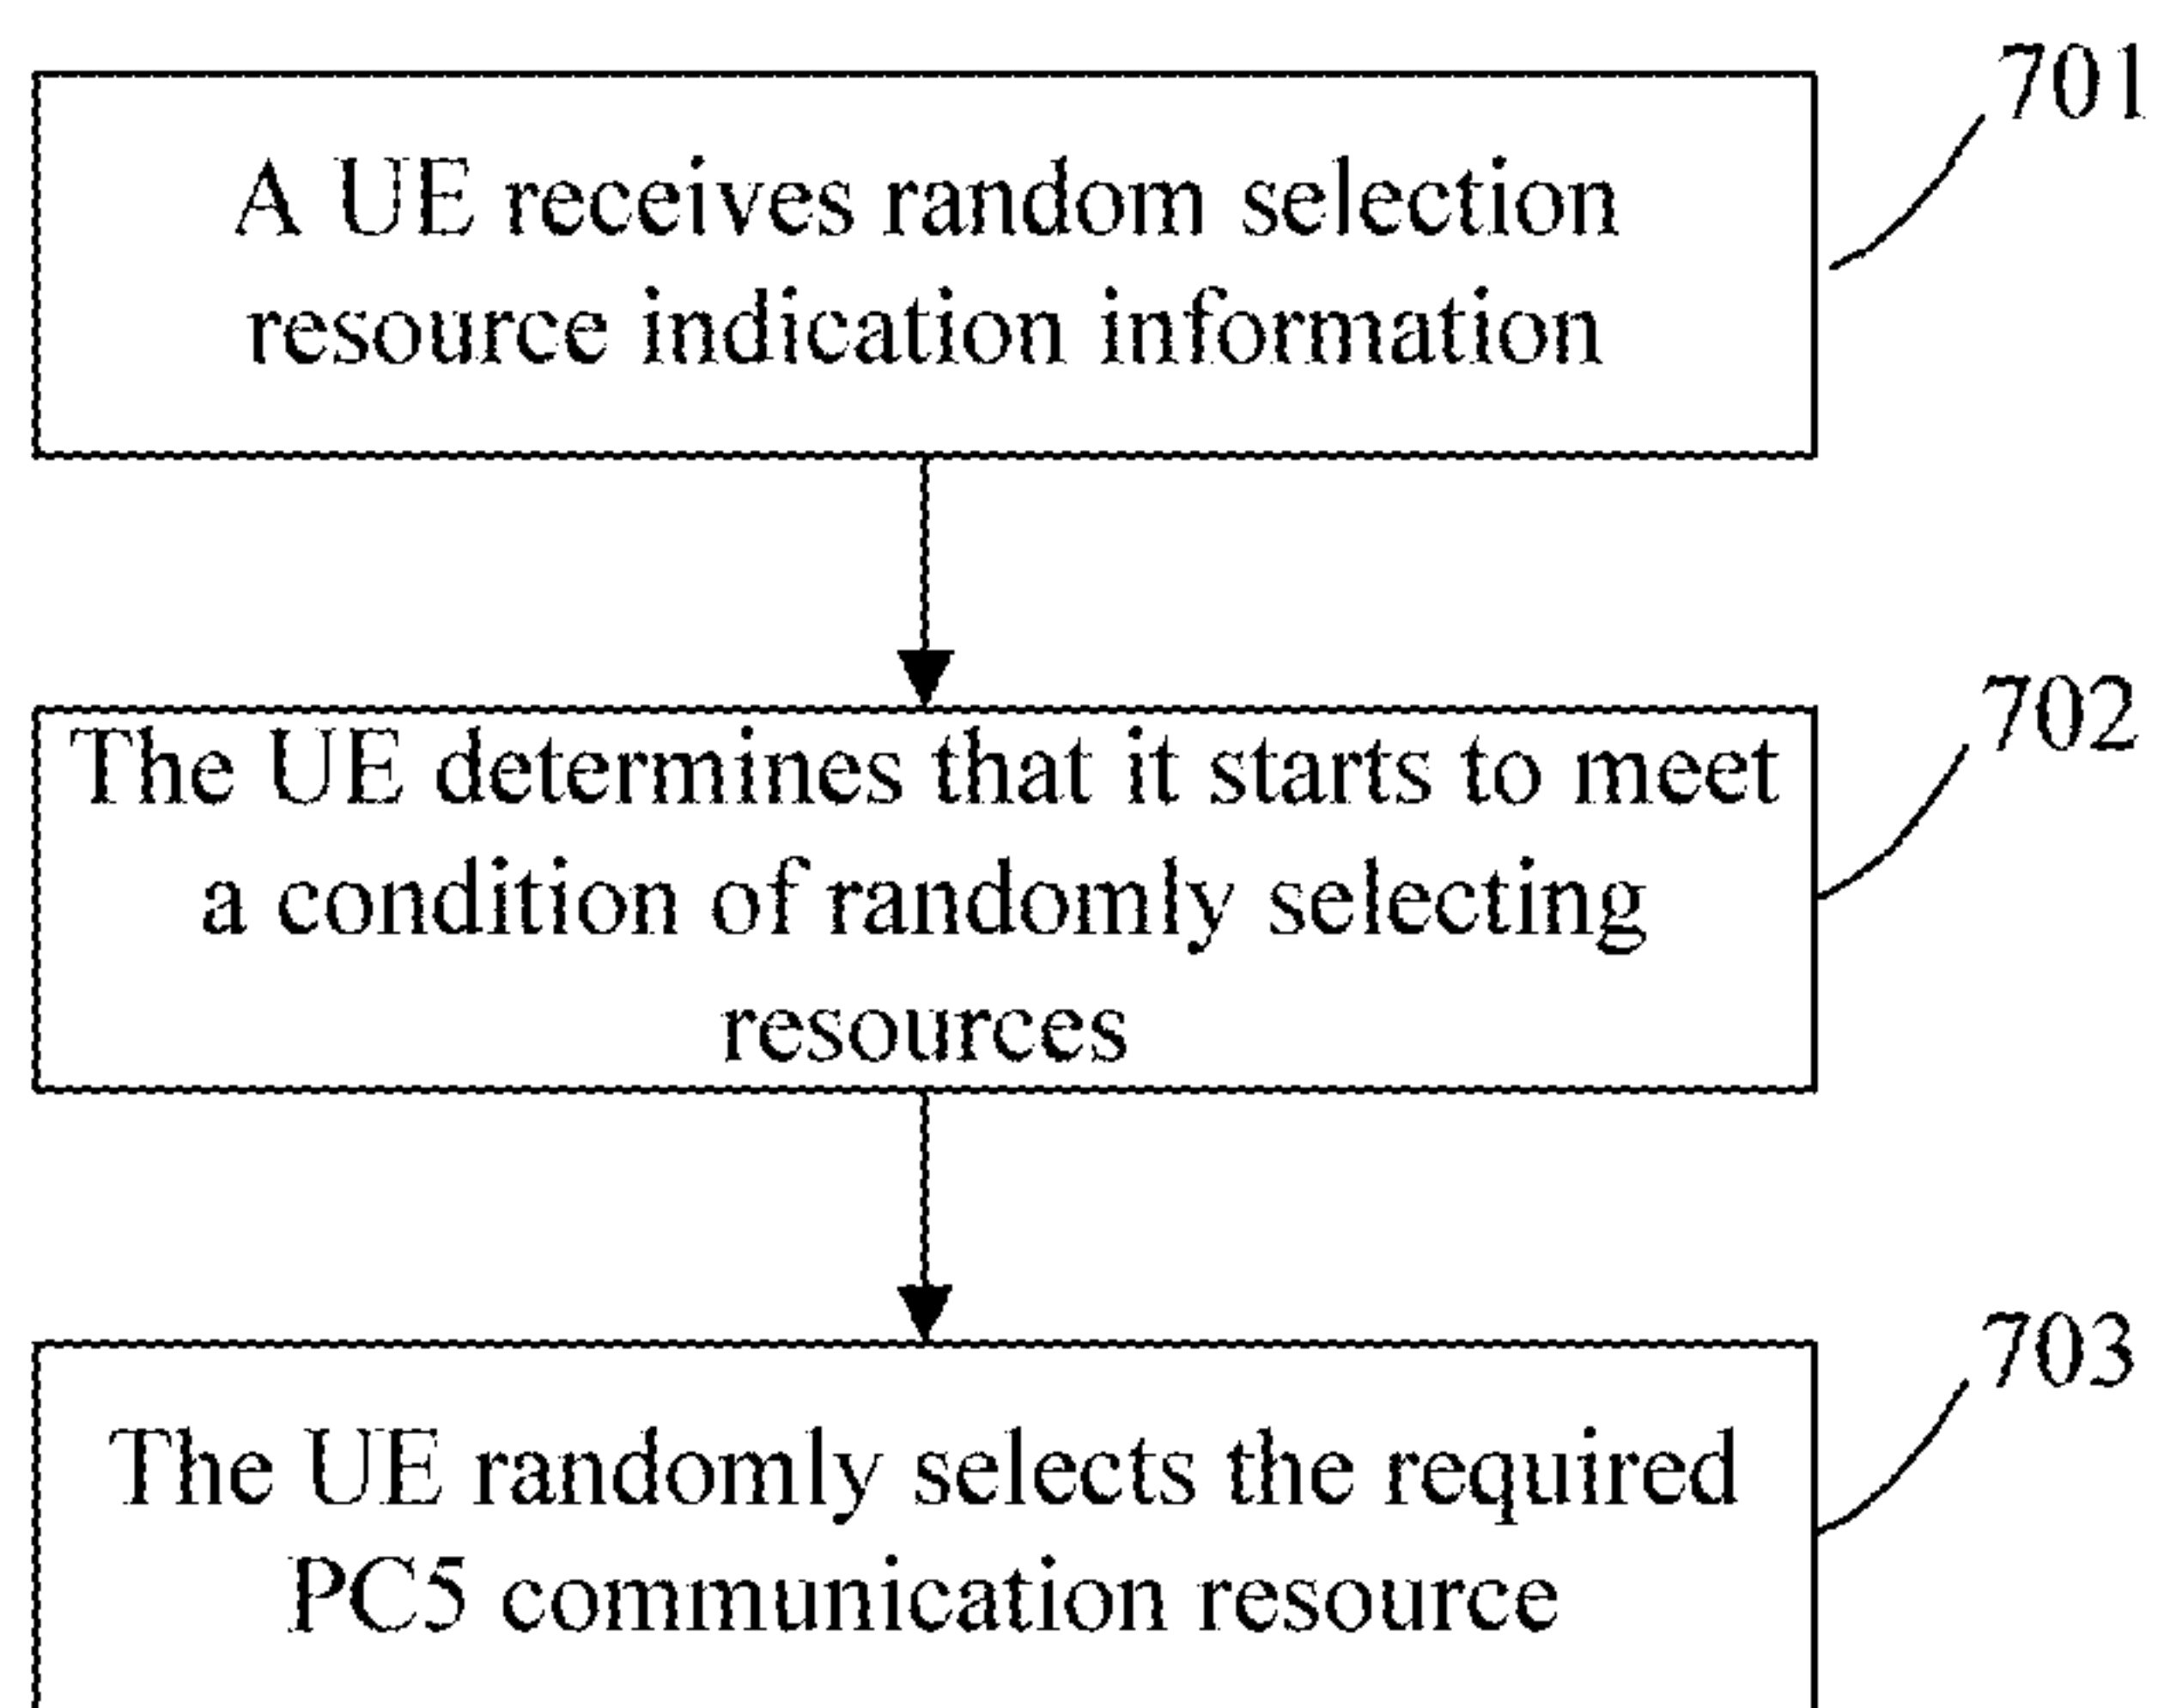 701
A UE receives random selection
resource indication information
702
The UE determines that it starts to meet
a condition of randomly selecting
resources
703
The UE randomly selects the required
PC5 communication resource